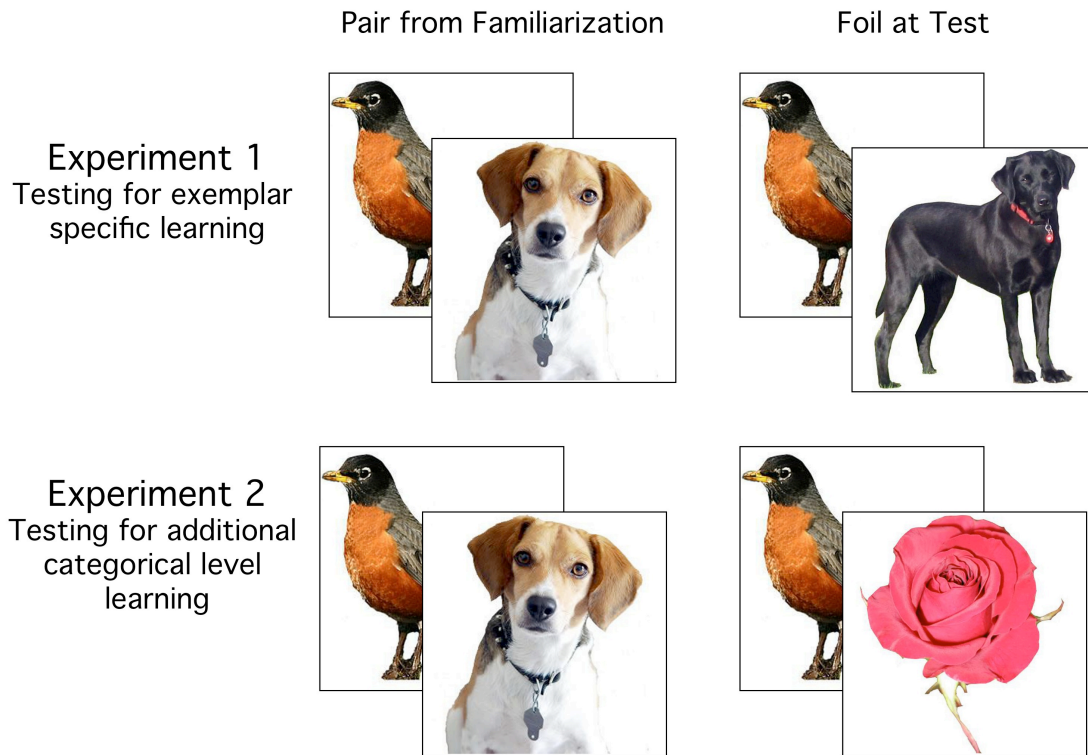 Pair from Familiarization
Foil at Test
Experiment 1
Testing for exemplar
specific learning
Experiment 2
Testing for additional
categorical level
learning